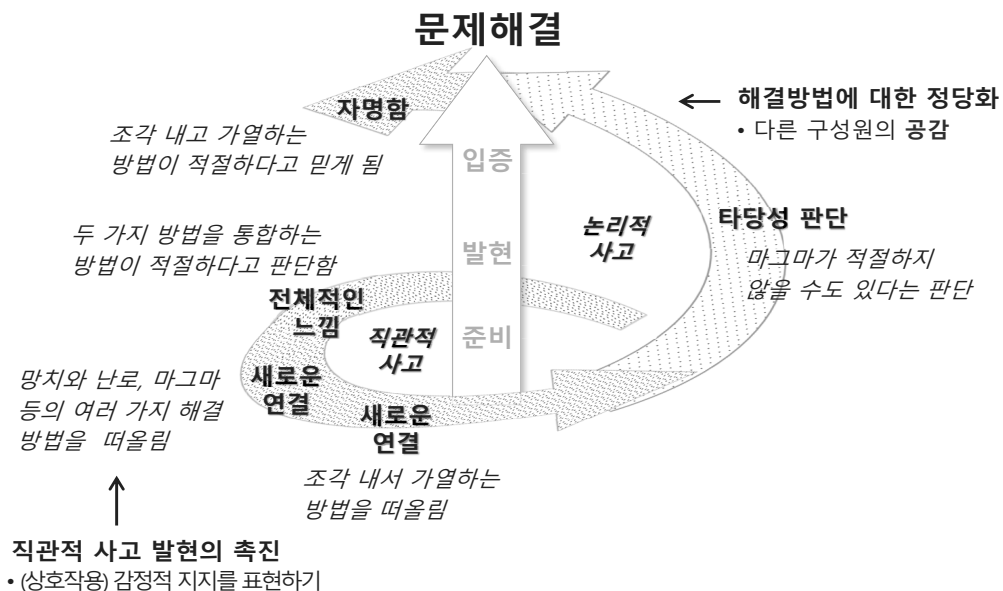 문제해결
자명함
해결방법에 대한 정당화
• 다른 구성원의 공감
조각 내고 가열하는
방법이 적절하다고 믿게 됨
입증
타당성 판단
논리적
사고
마그마가 적절하지
않을 수도 있다는 판단
두 가지 방법을 통합하는
방법이 적절하다고 판단함
발현
전체적인
느낌
직관적
사고
준비
새로운
연결
망치와 난로, 마그마
등의 여러 가지 해결
방법을 떠올림
새로운
연결
조각 내서 가열하는
방법을 떠올림
직관적 사고 발현의 촉진
• (상호작용) 감정적 지지를 표현하기